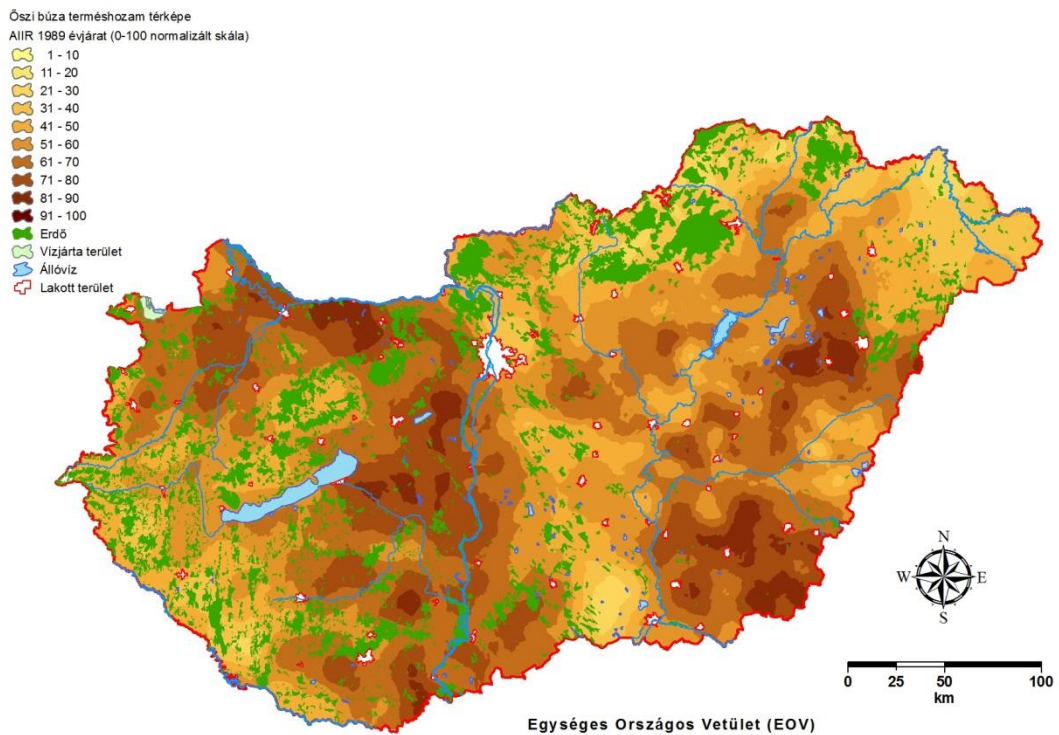 Őszi búza terméshozam térképe
AIIR 1989 évjárat (0-100 normalizált skála)
1 - 10
11 - 20
21 - 30
31 - 40
41 - 50
51 - 60
61 - 70
71 - 80
81 - 90
91 - 100
Erdő
Vízjárta terület
Állóvíz
Lakott terület
N
W E
S
0 25 50 100
km
Egységes Országos Vetület (EOV)